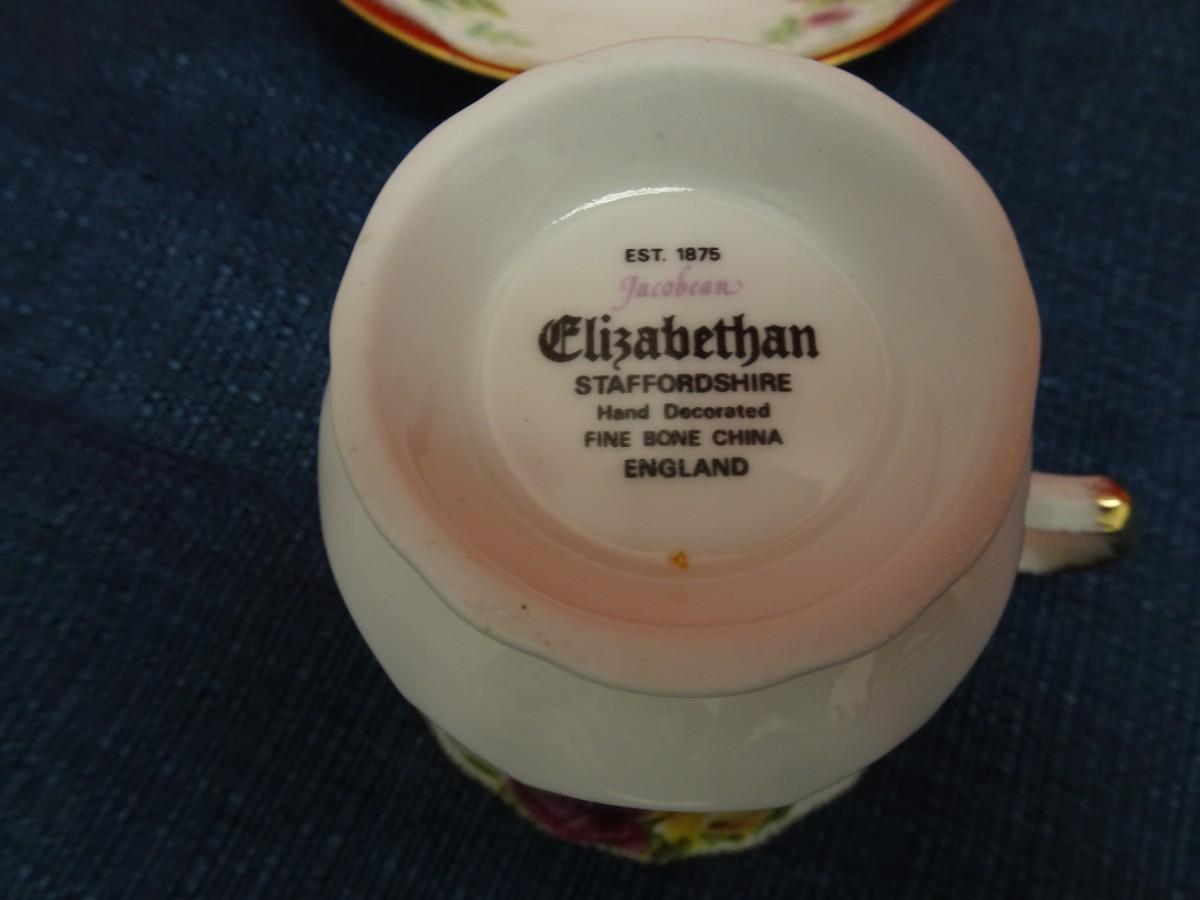 EST. 1875
Jacobean
Elizabethan
STAFFORDSHIRE
Hand Decorated
FINE BONE CHINA
ENGLAND